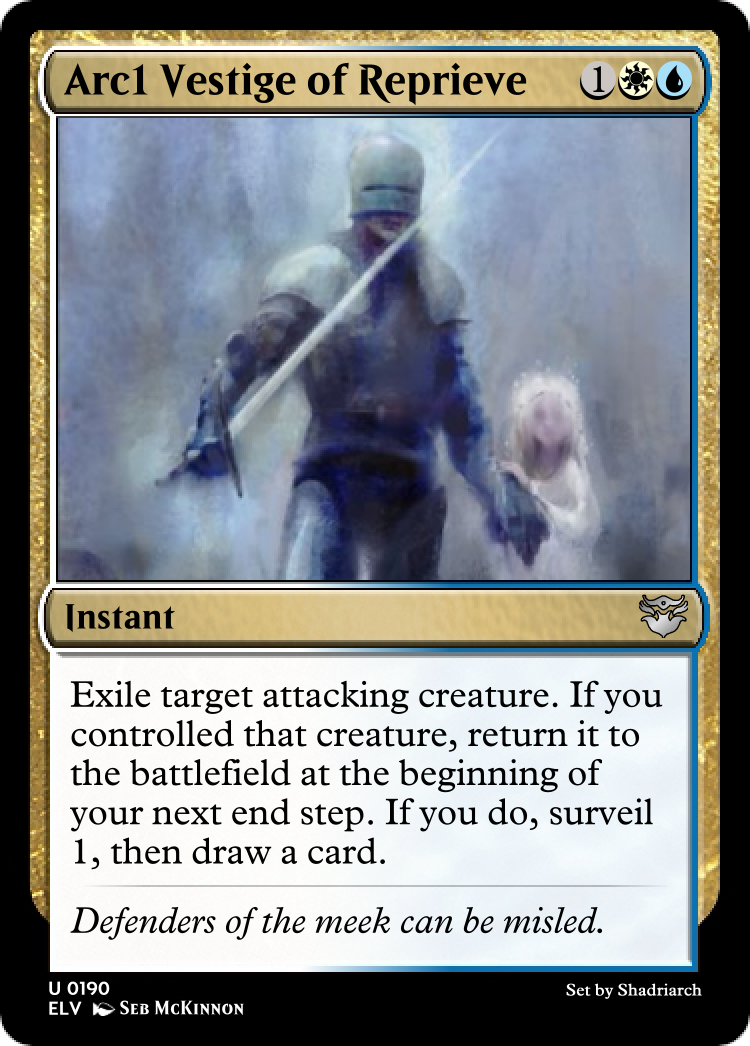 Arc1 Vestige of Reprieve 1
Instant
Exile target attacking creature. If you
controlled that creature, return it to
the battlefield at the beginning of
your next end step. If you do, surveil
1, then draw a card.
Defenders of the meek can be misled.
U 0190
ELV Seb McKinnon
Set by Shadriarch